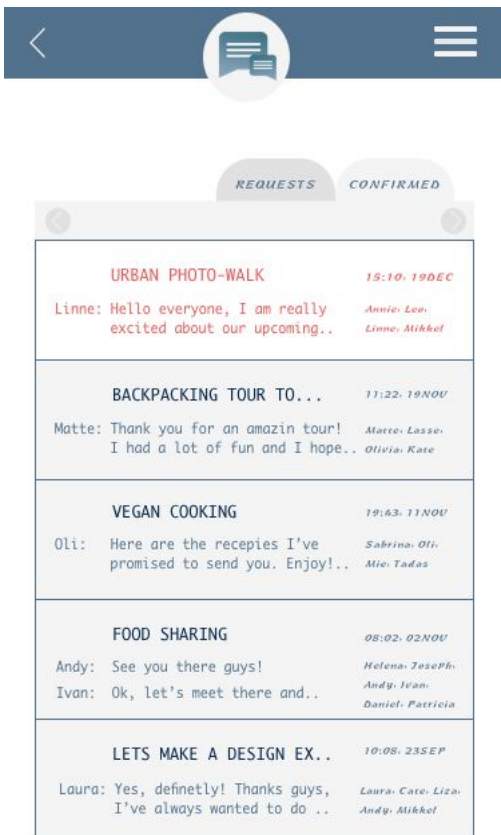 REQUESTS CONFIRMED
URBAN PHOTO-WALK 15:10, 19DEC
Linne: Hello everyone, I am really Annie, Leo,
excited about our upcoming.. Linne, Mikkel
BACKPACKING TOUR TO... 11:22, 19NOV
Matte: Thank you for an amazin tour! Matte, Lasse,
I had a lot of fun and I hope.. Olivia, Kate
VEGAN COOKING 19:43, 11NOV
Oli: Here are the recepies I've Sabrina, Oli,
promised to send you. Enjoy!.. Mie, Tadas
FOOD SHARING 08:02, 02NOV
Andy: See you there guys! Helena, Joseph,
Ivan: Ok, let's meet there and.. Andy, Ivan,
Daniel, Patricia
LETS MAKE A DESIGN EX.. 10:08, 23SEP
Laura: Yes, definetly! Thanks guys, Laura, Cate, Liza,
I've always wanted to do .. Andy, Mikkel